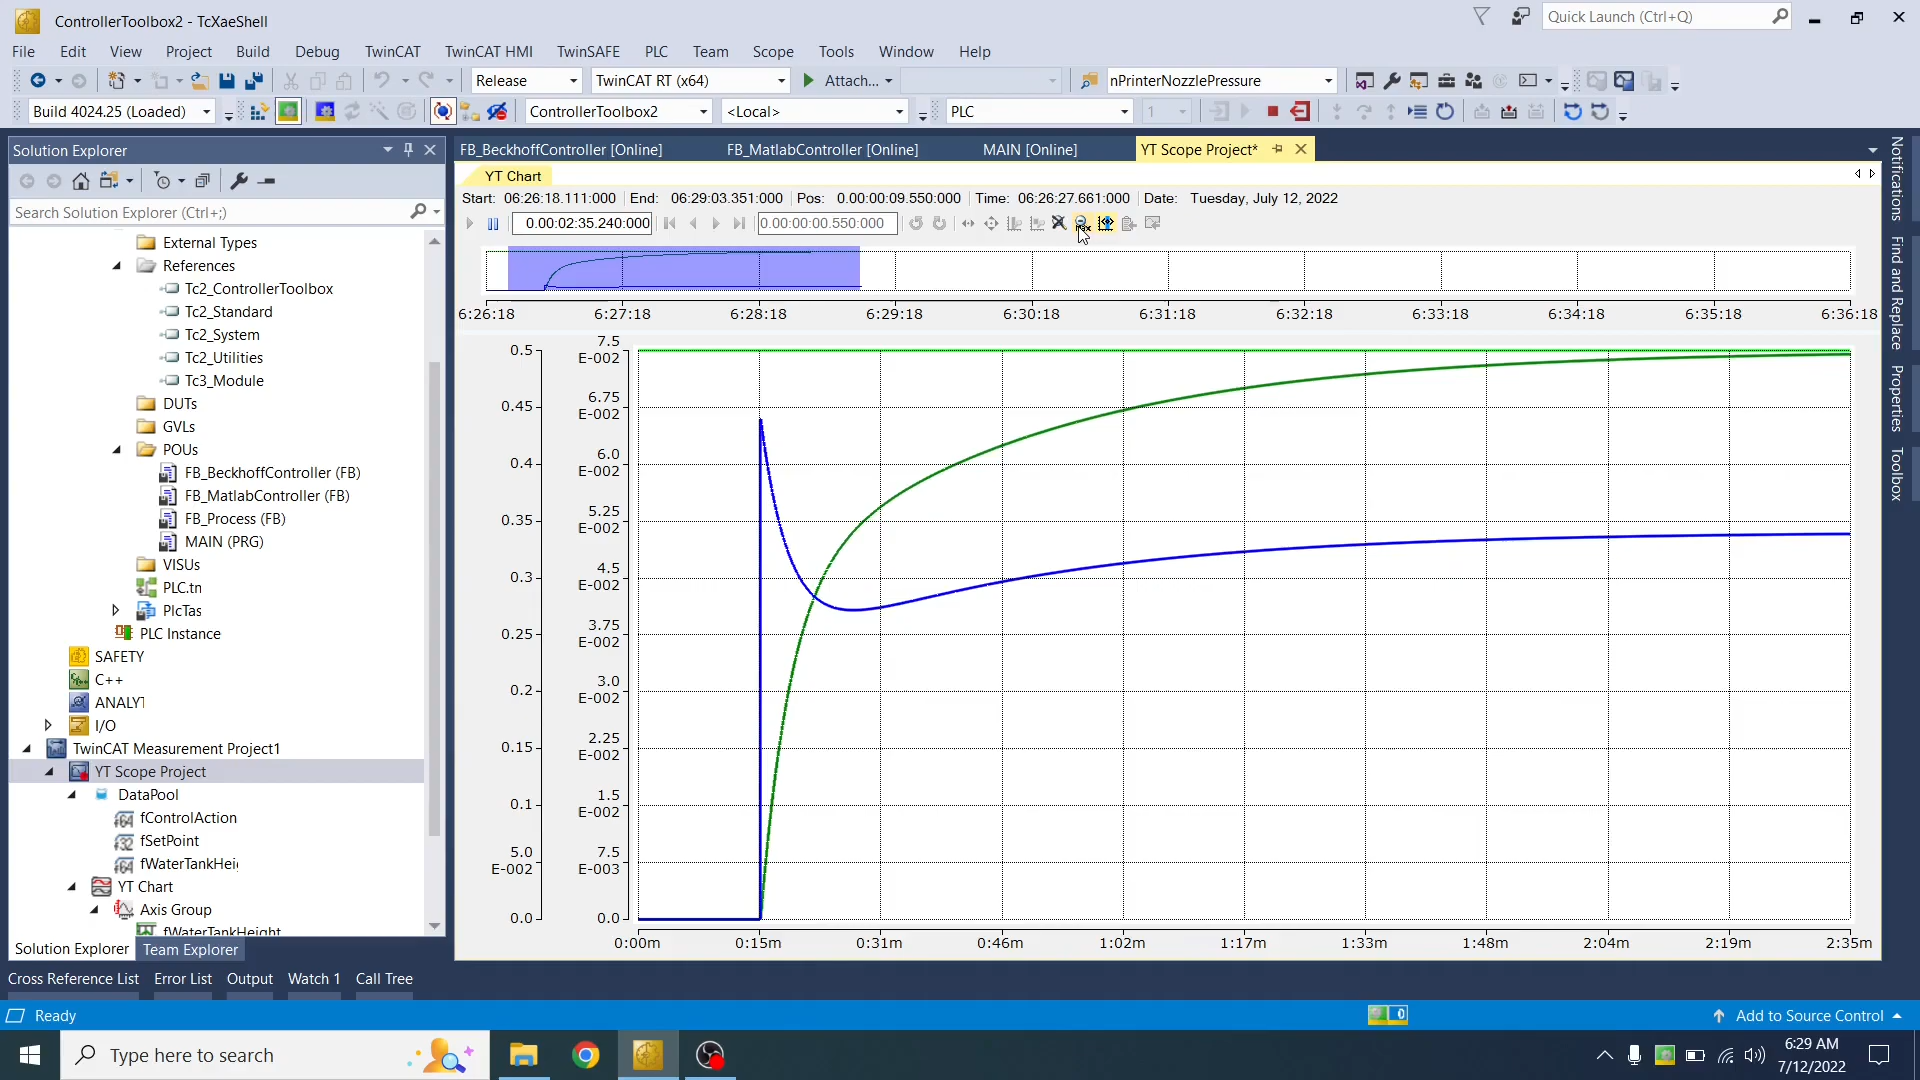 ControllerToolbox2 - TcXaeShell
Quick Launch (Ctrl+Q)
File Edit View Project Build Debug TwinCAT TwinCAT HMI TwinSAFE PLC Team Scope Tools Window Help
Release TwinCAT RT (x64) Attach... nPrinterNozzlePressure
Build 4024.25 (Loaded) ControllerToolbox2 <Local> PLC 1
Solution Explorer
Search Solution Explorer (Ctrl+;)
External Types
References
Tc2_ControllerToolbox
Tc2_Standard
Tc2_System
Tc2_Utilities
Tc3_Module
DUTs
GVLs
POUs
FB_BeckhoffController (FB)
FB_MatlabController (FB)
FB_Process (FB)
MAIN (PRG)
VISUs
PLC.tn
PlcTas
PLC Instance
SAFETY
C++
ANALYT
I/O
TwinCAT Measurement Project1
YT Scope Project
DataPool
fControlAction
fSetPoint
fWaterTankHei
YT Chart
Axis Group
fWaterTankHeight
Solution Explorer Team Explorer
FB_BeckhoffController [Online] FB_MatlabController [Online] MAIN [Online] YT Scope Project*
YT Chart
Start: 06:26:18.111:000 End: 06:29:03.351:000 Pos: 0.00:00:09.550:000 Time: 06:26:27.661:000 Date: Tuesday, July 12, 2022
0.00:02:35.240:000 0.00:00:00.550:000
6:26:18 6:27:18 6:28:18 6:29:18 6:30:18 6:31:18 6:32:18 6:33:18 6:34:18 6:35:18 6:36:18
0.5
0.45
0.4
0.35
0.3
0.25
0.2
0.15
0.1
5.0
E-002
0.0
7.5
E-002
6.75
E-002
6.0
E-002
5.25
E-002
4.5
E-002
3.75
E-002
3.0
E-002
2.25
E-002
1.5
E-002
7.5
E-003
0.0
0:00m 0:15m 0:31m 0:46m 1:02m 1:17m 1:33m 1:48m 2:04m 2:19m 2:35m
Notifications
Find and Replace
Properties
Toolbox
Cross Reference List Error List Output Watch 1 Call Tree
Ready
0
Add to Source Control
Type here to search
6:29 AM
7/12/2022